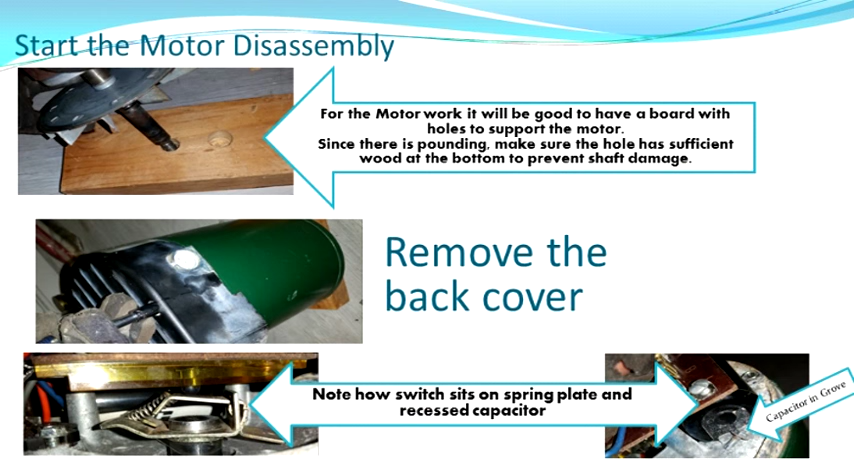 Start the Motor Disassembly
For the Motor work it will be good to have a board with
holes to support the motor.
Since there is pounding, make sure the hole has sufficient
wood at the bottom to prevent shaft damage.
Remove the
back cover
Note how switch sits on spring plate and
recessed capacitor
Capacitor in Grove